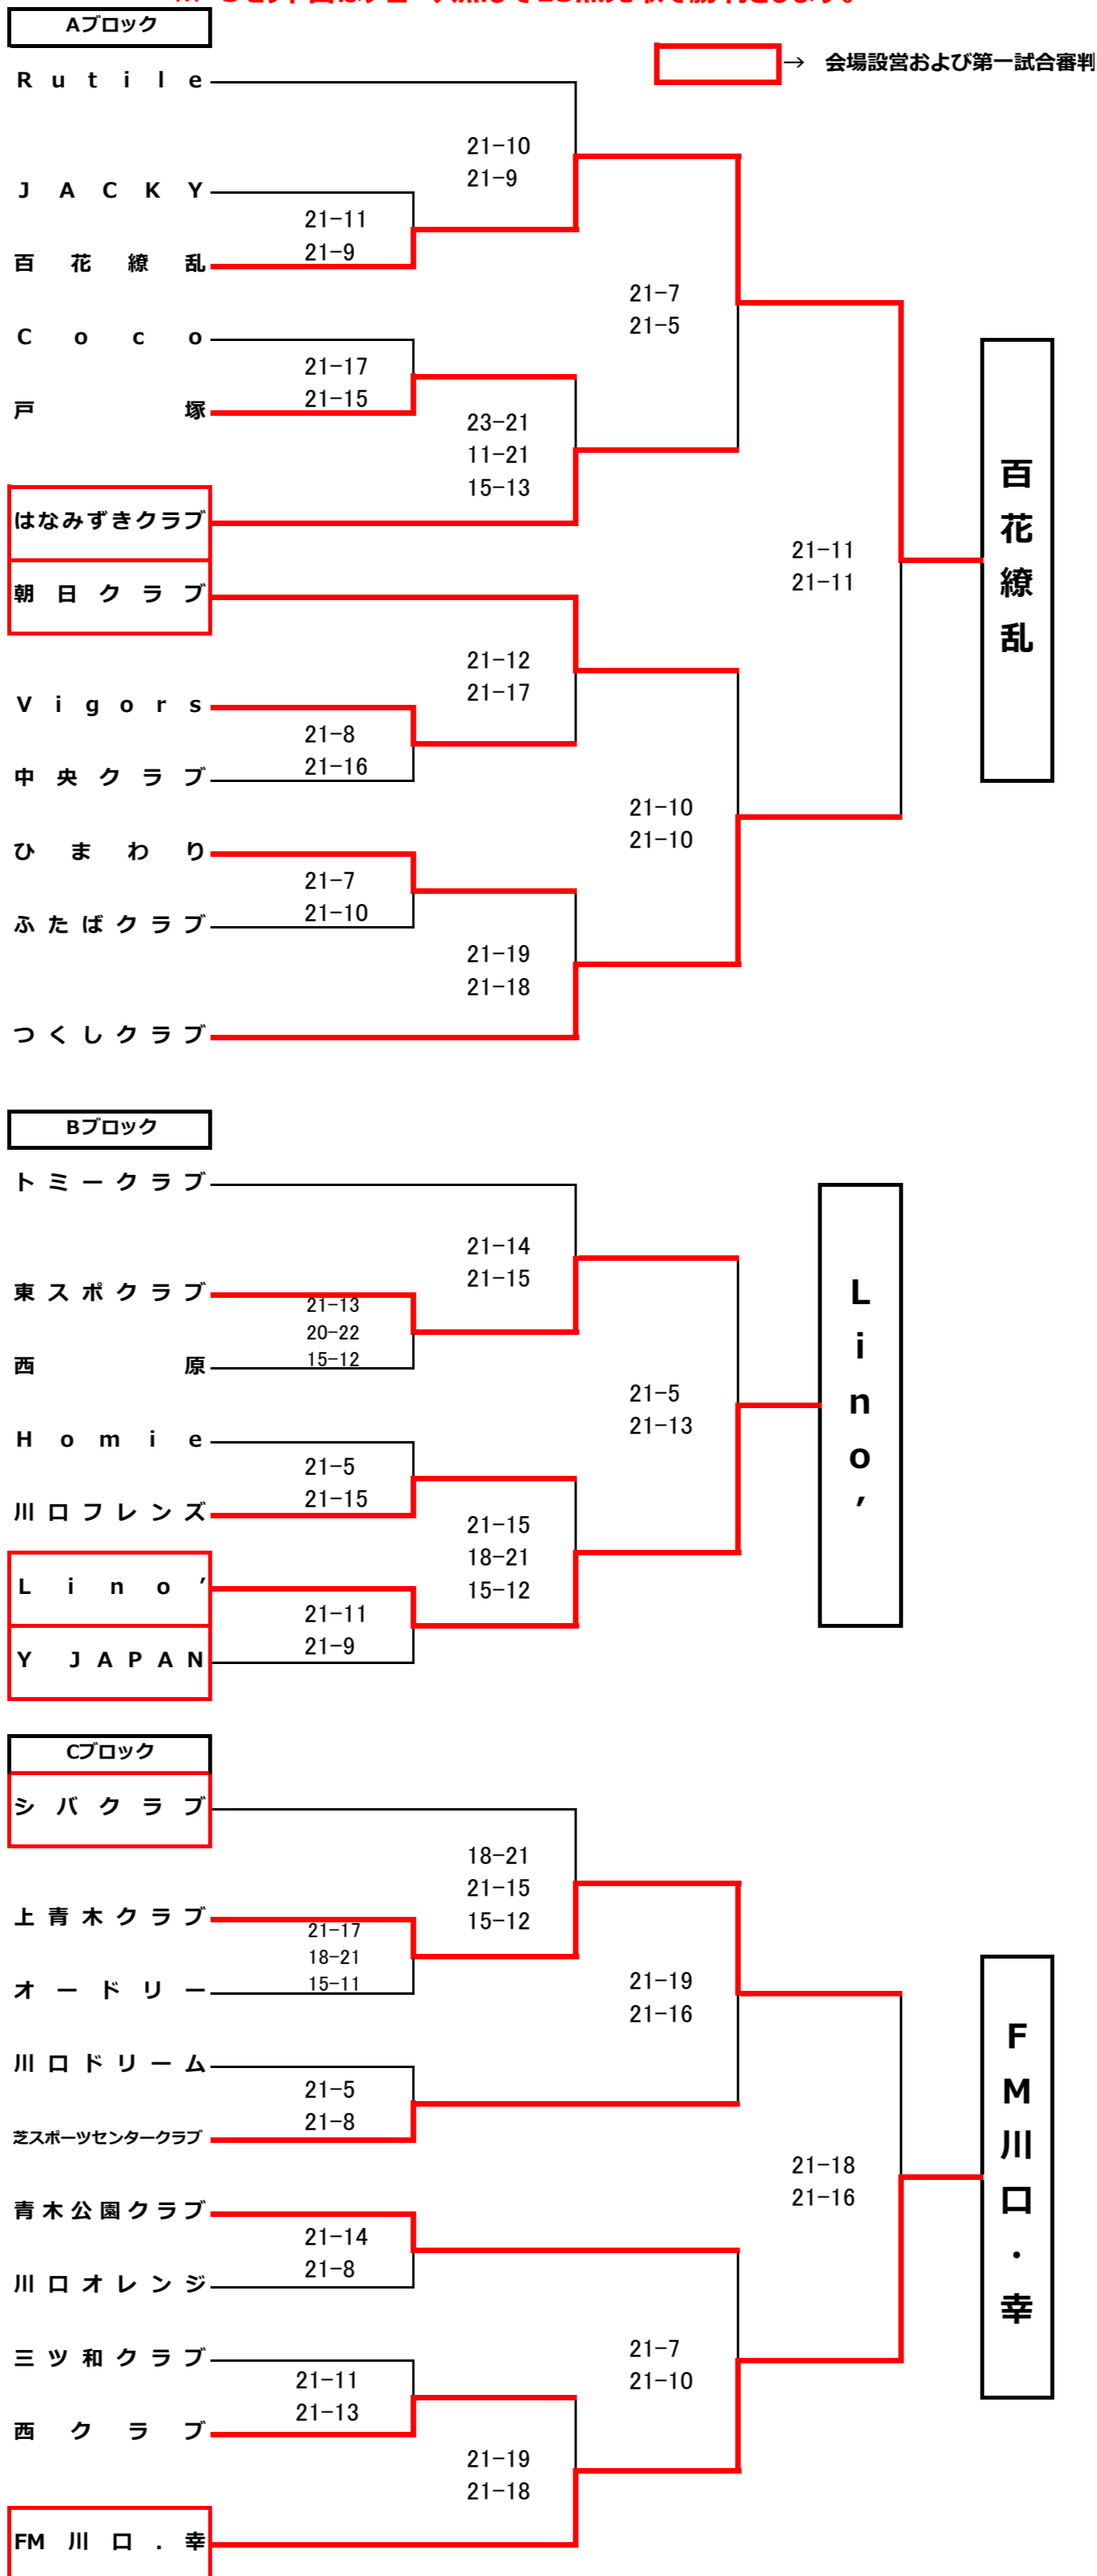 Aブロック
→ 会場設営および第一試合審判
Rutile
21-10
21-9
JACKY
21-11
21-9
百花繚乱
21-7
21-5
Coco
21-17
21-15
戸塚
23-21
11-21
15-13
百花繚乱
はなみずきクラブ
21-11
21-11
朝日クラブ
21-12
21-17
Vigors
21-8
21-16
中央クラブ
21-10
21-10
ひまわり
21-7
21-10
ふたばクラブ
21-19
21-18
つくしクラブ
Bブロック
トミークラブ
21-14
21-15
東スポクラブ
21-13
20-22
15-12
西原
Lino’
21-5
21-13
Homie
21-5
21-15
川口フレンズ
21-15
18-21
15-12
Lino’
21-11
21-9
Y JAPAN
Cブロック
シバクラブ
18-21
21-15
15-12
上青木クラブ
21-17
18-21
15-11
オードリー
21-19
21-16
川口ドリーム
21-5
21-8
芝スポーツセンタークラブ
FM川口・幸
21-18
21-16
青木公園クラブ
21-14
21-8
川口オレンジ
21-7
21-10
三ツ和クラブ
21-11
21-13
西クラブ
21-19
21-18
FM川口.幸